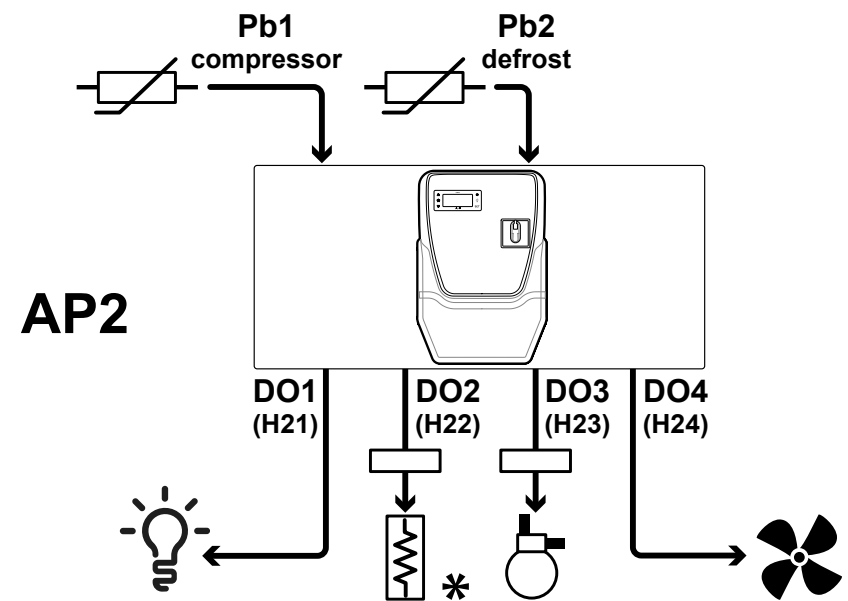 Pb1
compressor
Pb2
defrost
AP2
DO1
(H21)
DO2
(H22)
DO3
(H23)
DO4
(H24)
*